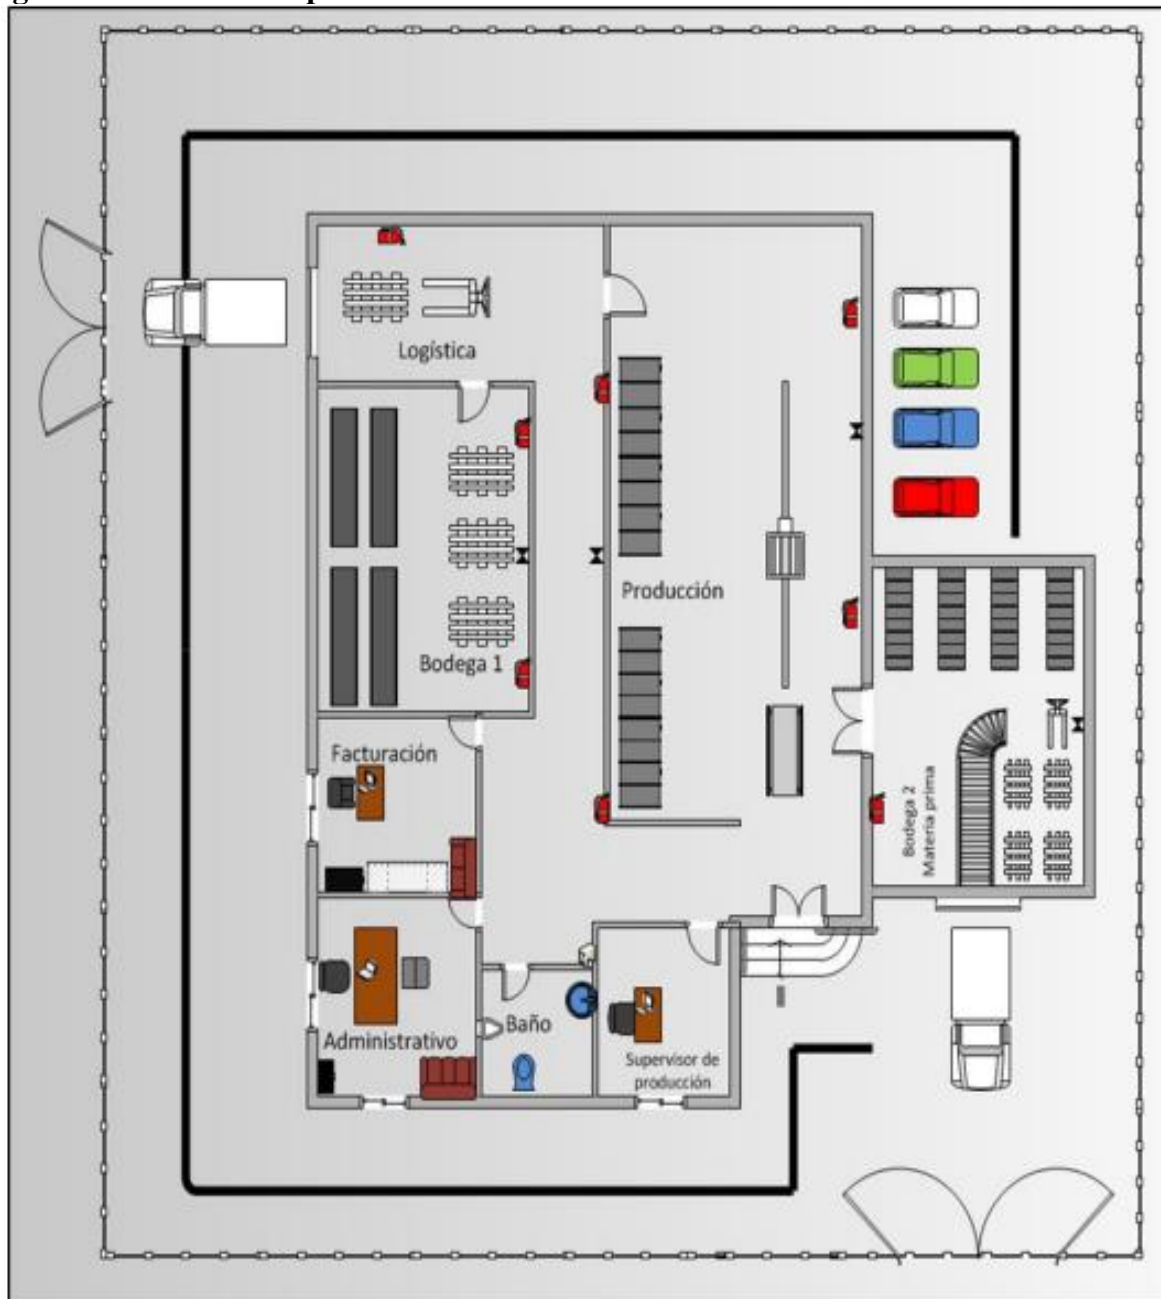 Logística
Producción
Bodega 1
Facturación
Bodega 2
Materia prima
Administrativo
Baño
Supervisor de
producción